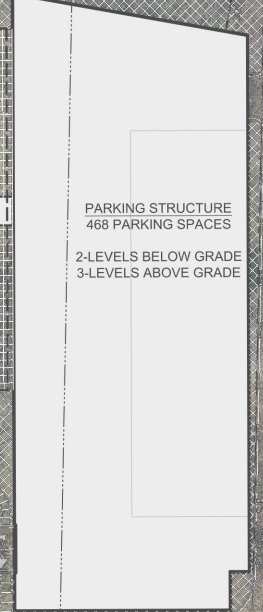 PARKING STRUCTURE
468 PARKING SPACES
2-LEVELS BELOW GRADE
3-LEVELS ABOVE GRADE